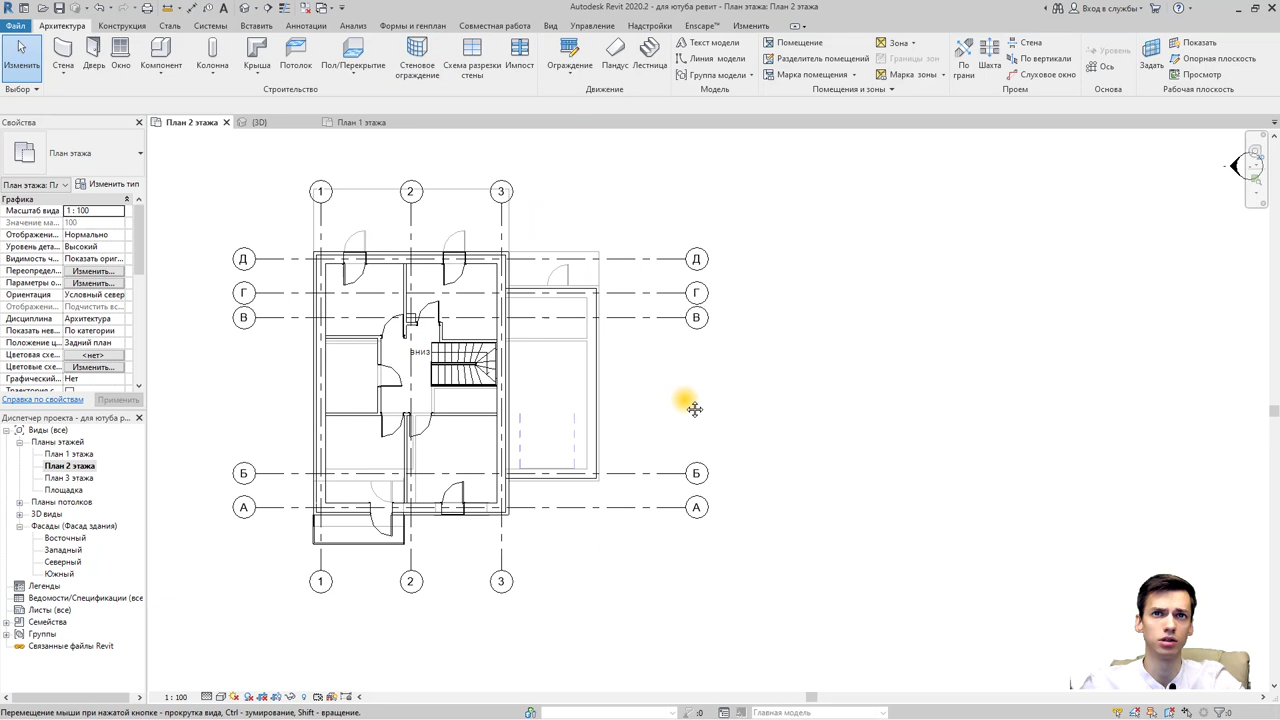 Autodesk Revit 2020.2 - для ютуба ревит - План этажа: План 2 этажа
Вход в службы
Файл Архитектура Конструкция Сталь Системы Вставить Аннотации Анализ Формы и генплан Совместная работа Вид Управление Надстройки Enscape™ Изменить
Изменить Стена Дверь Окно Компонент Колонна Крыша Потолок Пол/Перекрытие Стеновое ограждение Схема разрезки стены Импост Ограждение Пандус Лестница
Текст модели
Линия модели
Группа модели
Помещение
Разделитель помещений
Марка помещения
Зона
Границы зон
Марка зоны
По грани Шахта
Стена
По вертикали
Слуховое окно
Уровень
Ось
Задать
Показать
Опорная плоскость
Просмотр
Выбор Строительство Движение Модель Помещения и зоны Проем Основа Рабочая плоскость
Свойства
План 2 этажа (3D) План 1 этажа
План этажа
План этажа: Пл Изменить тип
Графика
Масштаб вида 1 : 100
Значение ма... 100
Отображени... Нормально
Уровень дета... Высокий
Видимость ч... Показать ориг...
Переопредел... Изменить...
Параметры о... Изменить...
Ориентация Условный север
Отображени... Подчистить вс...
Дисциплина Архитектура
Показать нев... По категории
Положение ц... Задний план
Цветовая схе... <нет>
Цветовые схе... Изменить...
Графический Нет
Справка по свойствам Применить
Диспетчер проекта - для ютуба ревит
Виды (все)
Планы этажей
План 1 этажа
План 2 этажа
План 3 этажа
Площадка
Планы потолков
3D виды
Фасады (Фасад здания)
Восточный
Западный
Северный
Южный
Легенды
Ведомости/Спецификации (все
Листы (все)
Семейства
Группы
Связанные файлы Revit
1 2 3
Д Д
Г Г
В В
вниз
Б Б
А А
1 2 3
1 : 100
Перемещение мыши при нажатой кнопке - прокрутка вида, Ctrl - зумирование, Shift - вращение.
:0
Главная модель
:0